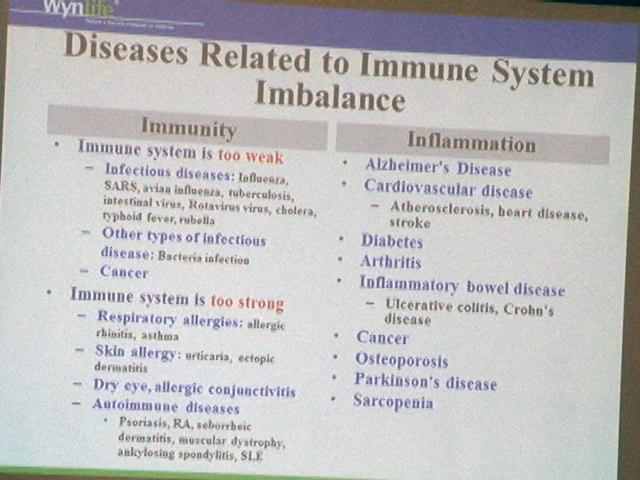 Wynlife
Diseases Related to Immune System
Imbalance
Immunity
• Immune system is too weak
– Infectious diseases: Influenza,
SARS, avian influenza, tuberculosis,
intestinal virus, Rotavirus virus, cholera,
typhoid fever, rubella
– Other types of infectious
disease: Bacteria infection
– Cancer
• Immune system is too strong
– Respiratory allergies: allergic
rhinitis, asthma
– Skin allergy: urticaria, ectopic
dermatitis
– Dry eye, allergic conjunctivitis
– Autoimmune diseases
• Psoriasis, RA, seborrheic
dermatitis, muscular dystrophy,
ankylosing spondylitis, SLE
Inflammation
• Alzheimer's Disease
• Cardiovascular disease
– Atherosclerosis, heart disease,
stroke
• Diabetes
• Arthritis
• Inflammatory bowel disease
– Ulcerative colitis, Crohn's
disease
• Cancer
• Osteoporosis
• Parkinson's disease
• Sarcopenia